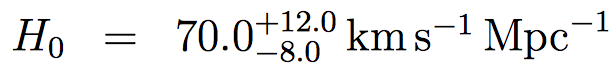 H₀ = 70.0⁺¹²·⁰₋₈.₀ km s⁻¹ Mpc⁻¹